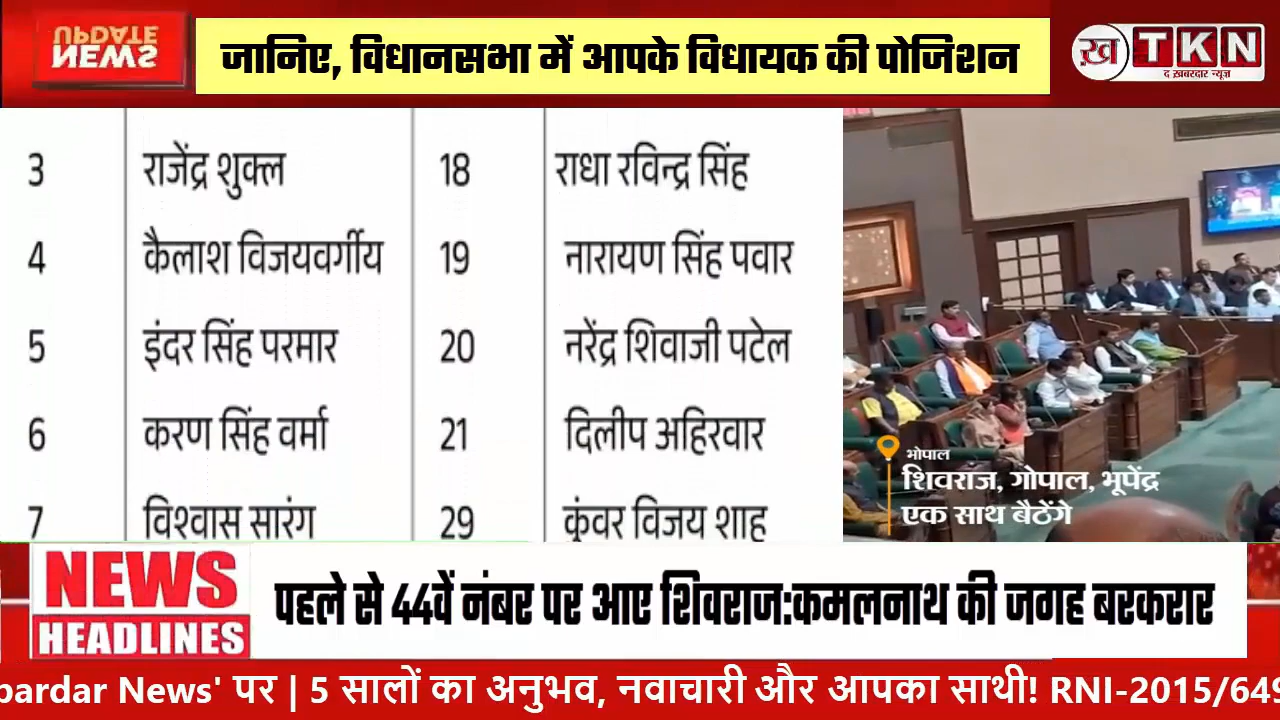 UPDATE
NEWS
जानिए, विधानसभा में आपके विधायक की पोजिशन
ख़ TKN
द ख़बरदार न्यूज़
3 राजेंद्र शुक्ल 18 राधा रविन्द्र सिंह
4 कैलाश विजयवर्गीय 19 नारायण सिंह पवार
5 इंदर सिंह परमार 20 नरेंद्र शिवाजी पटेल
6 करण सिंह वर्मा 21 दिलीप अहिरवार
7 विश्वास सारंग 29 कुंवर विजय शाह
भोपाल
शिवराज, गोपाल, भूपेंद्र
एक साथ बैठेंगे
NEWS
HEADLINES
पहले से 44वें नंबर पर आए शिवराज:कमलनाथ की जगह बरकरार
bardar News' पर | 5 सालों का अनुभव, नवाचारी और आपका साथी! RNI-2015/649